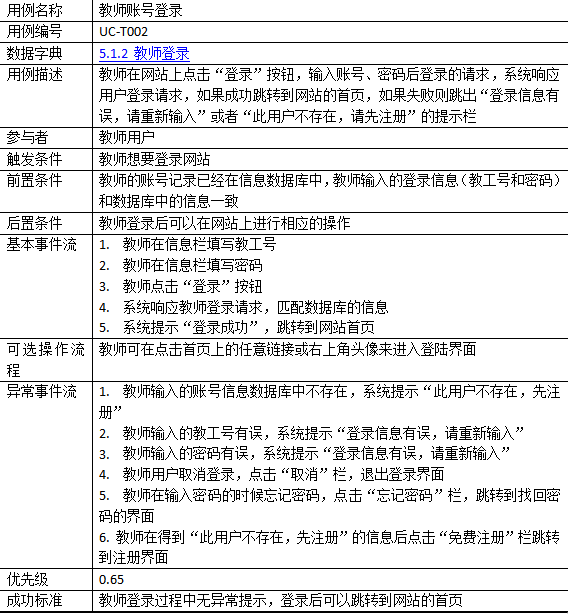 用例名称 教师账号登录
用例编号 UC-T002
数据字典 5.1.2 教师登录
用例描述 教师在网站上点击“登录”按钮，输入账号、密码后登录的请求，系统响应
用户登录请求，如果成功跳转到网站的首页，如果失败则跳出“登录信息有
误，请重新输入”或者“此用户不存在，请先注册”的提示栏
参与者 教师用户
触发条件 教师想要登录网站
前置条件 教师的账号记录已经在信息数据库中，教师输入的登录信息（教工号和密码）
和数据库中的信息一致
后置条件 教师登录后可以在网站上进行相应的操作
基本事件流 1. 教师在信息栏填写教工号
2. 教师在信息栏填写密码
3. 教师点击“登录”按钮
4. 系统响应教师登录请求，匹配数据库的信息
5. 系统提示“登录成功”，跳转到网站首页
可选操作流 教师可在点击首页上的任意链接或右上角头像来进入登陆界面
程
异常事件流 1. 教师输入的账号信息数据库中不存在，系统提示“此用户不存在，先注
册”
2. 教师输入的教工号有误，系统提示“登录信息有误，请重新输入”
3. 教师输入的密码有误，系统提示“登录信息有误，请重新输入”
4. 教师用户取消登录，点击“取消”栏，退出登录界面
5. 教师在输入密码的时候忘记密码，点击“忘记密码”栏，跳转到找回密
码的界面
6. 教师在得到“此用户不存在，先注册”的信息后点击“免费注册”栏跳转
到注册界面
优先级 0.65
成功标准 教师登录过程中无异常提示，登录后可以跳转到网站的首页